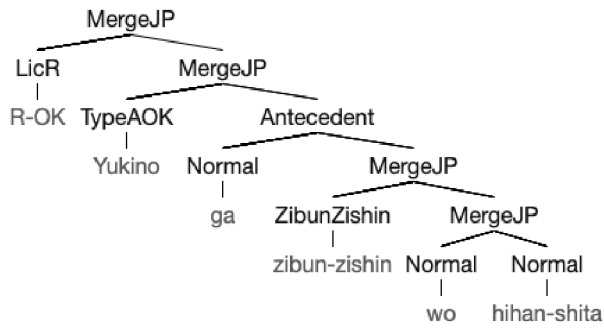 MergeJP
LicR MergeJP
R-OK TypeAOK Antecedent
Yukino Normal MergeJP
ga ZibunZishin MergeJP
zibun-zishin Normal Normal
wo hihan-shita